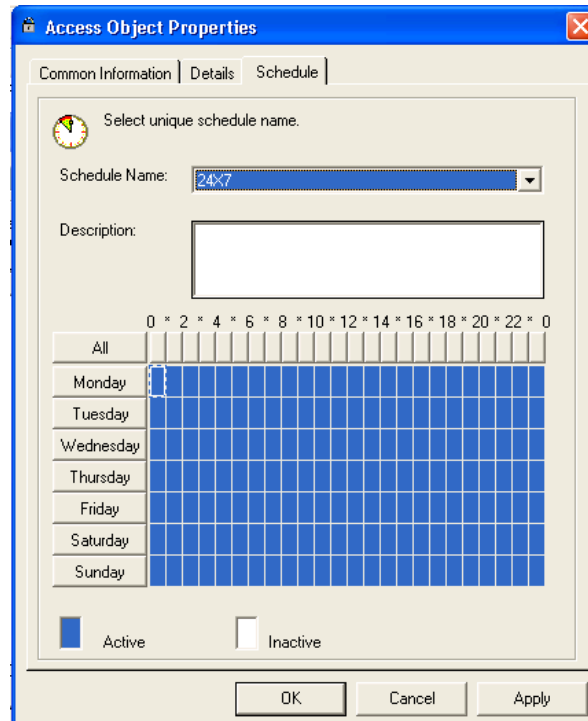 Access Object Properties
Common Information Details Schedule
Select unique schedule name.
Schedule Name: 24X7
Description:
0 * 2 * 4 * 6 * 8 * 10 * 12 * 14 * 16 * 18 * 20 * 22 * 0
All
Monday
Tuesday
Wednesday
Thursday
Friday
Saturday
Sunday
Active Inactive
OK Cancel Apply